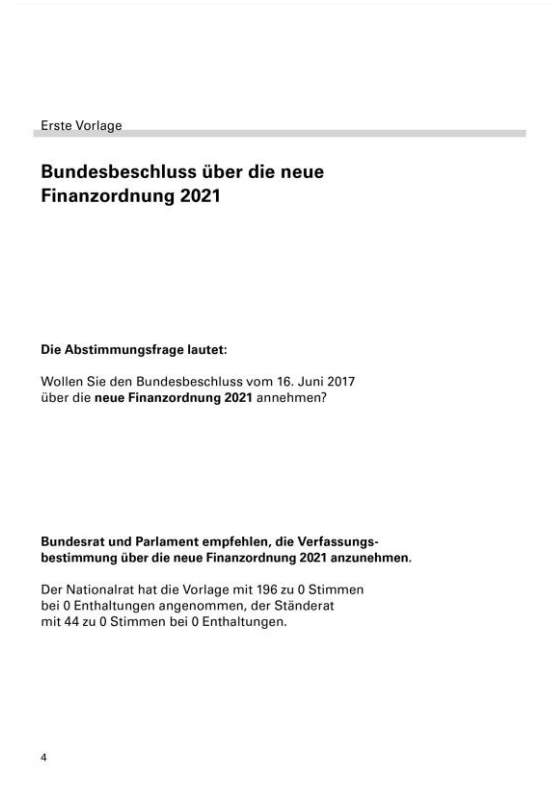 Erste Vorlage
Bundesbeschluss über die neue
Finanzordnung 2021
Die Abstimmungsfrage lautet:
Wollen Sie den Bundesbeschluss vom 16. Juni 2017
über die neue Finanzordnung 2021 annehmen?
Bundesrat und Parlament empfehlen, die Verfassungs-
bestimmung über die neue Finanzordnung 2021 anzunehmen.
Der Nationalrat hat die Vorlage mit 196 zu 0 Stimmen
bei 0 Enthaltungen angenommen, der Ständerat
mit 44 zu 0 Stimmen bei 0 Enthaltungen.
4